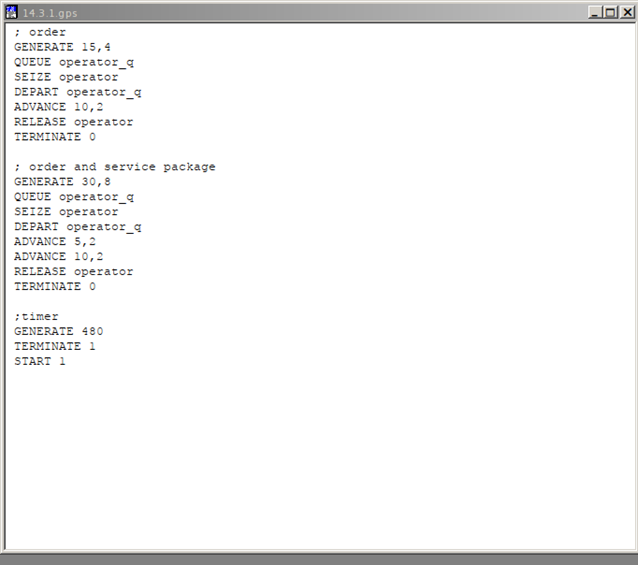 14.3.1.gps
; order
GENERATE 15,4
QUEUE operator_q
SEIZE operator
DEPART operator_q
ADVANCE 10,2
RELEASE operator
TERMINATE 0
; order and service package
GENERATE 30,8
QUEUE operator_q
SEIZE operator
DEPART operator_q
ADVANCE 5,2
ADVANCE 10,2
RELEASE operator
TERMINATE 0
;timer
GENERATE 480
TERMINATE 1
START 1